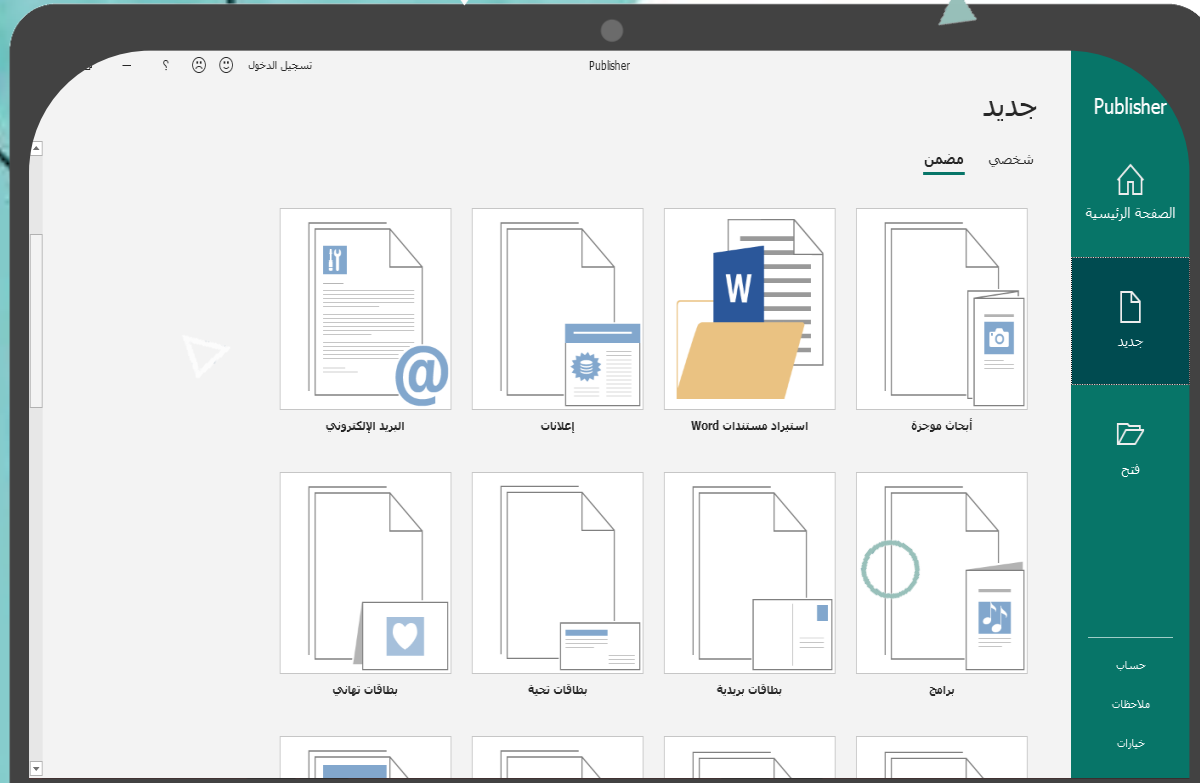 Publisher
تسجيل الدخول
؟
Publisher
الصفحة الرئيسية
جديد
فتح
حساب
ملاحظات
خيارات
جديد
شخصي
مضمن
أبحاث موجزة
W
استيراد مستندات Word
إعلانات
@
البريد الإلكتروني
برامج
بطاقات بريدية
بطاقات تحية
بطاقات تهاني